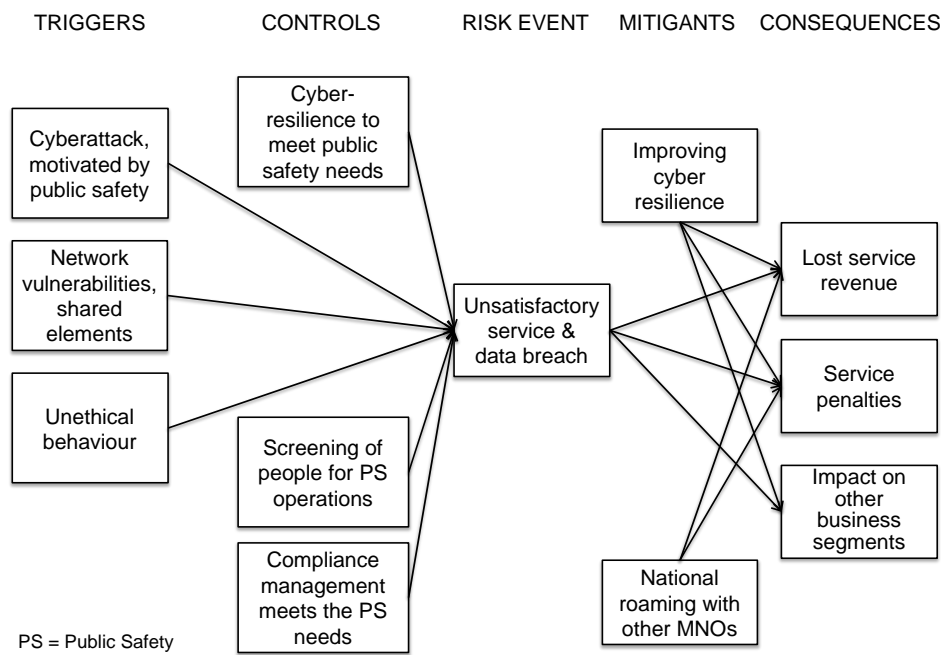 TRIGGERS
CONTROLS
RISK EVENT
MITIGANTS
CONSEQUENCES
Cyberattack,
motivated by
public safety
Network
vulnerabilities,
shared
elements
Unethical
behaviour
Cyber-
resilience to
meet public
safety needs
Screening of
people for PS
operations
Compliance
management
meets the PS
needs
Unsatisfactory
service &
data breach
Improving
cyber
resilience
National
roaming with
other MNOs
Lost service
revenue
Service
penalties
Impact on
other
business
segments
PS = Public Safety